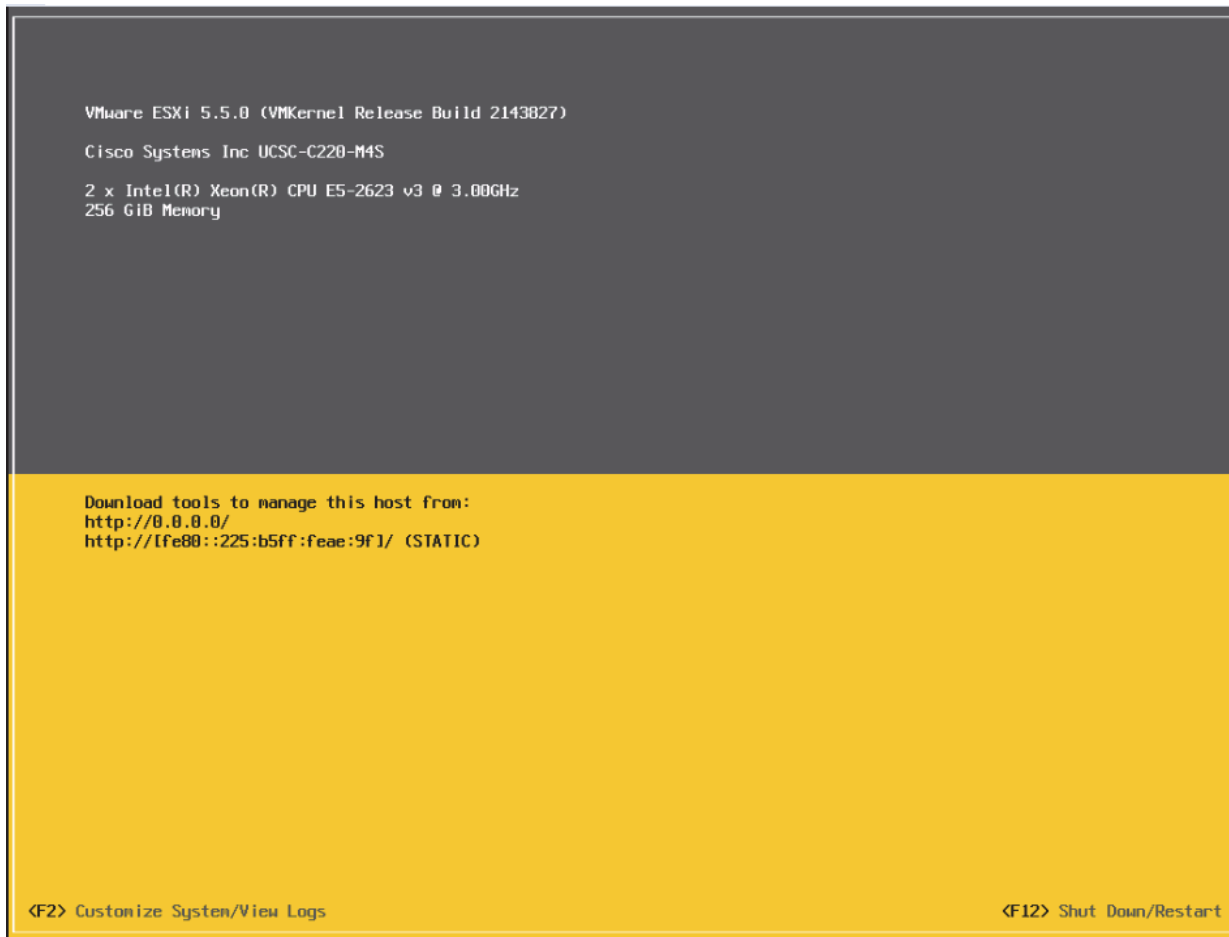 VMware ESXi 5.5.0 (VMKernel Release Build 2143827)
Cisco Systems Inc UCSC-C220-M4S
2 x Intel(R) Xeon(R) CPU E5-2623 v3 @ 3.00GHz
256 GiB Memory
Download tools to manage this host from:
http://0.0.0.0/
http://[fe80::225:b5ff:feae:9f]/ (STATIC)
<F2> Customize System/View Logs
<F12> Shut Down/Restart